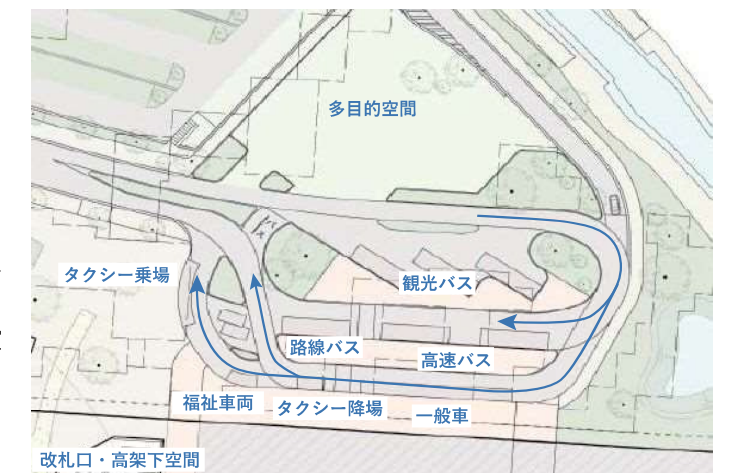 多目的空間
バス
タクシー乗場
観光バス
路線バス
高速バス
福祉車両
タクシー降場
一般車
改札口・高架下空間